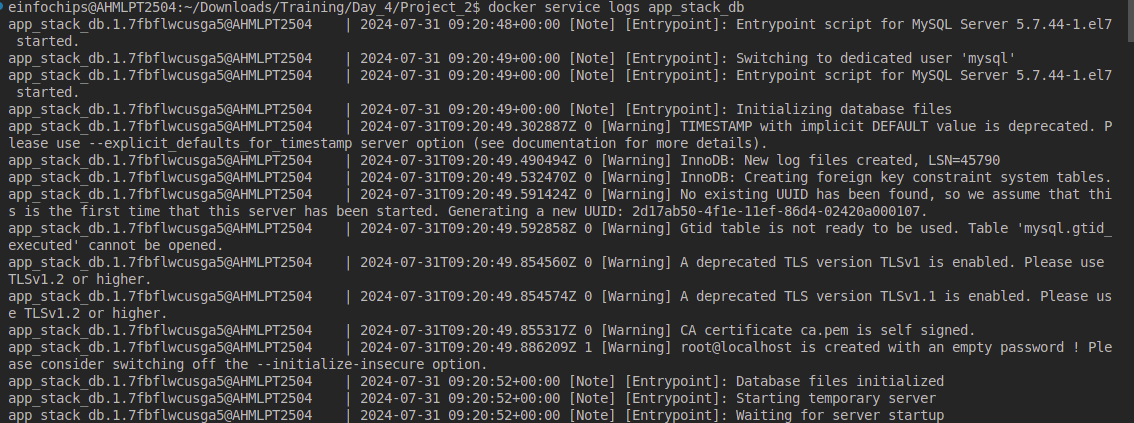 einfochips@AHMLPT2504:~/Downloads/Training/Day_4/Project_2$ docker service logs app_stack_db
app_stack_db.1.7fbflwcusga5@AHMLPT2504    | 2024-07-31 09:20:48+00:00 [Note] [Entrypoint]: Entrypoint script for MySQL Server 5.7.44-1.el7
 started.
app_stack_db.1.7fbflwcusga5@AHMLPT2504    | 2024-07-31 09:20:49+00:00 [Note] [Entrypoint]: Switching to dedicated user 'mysql'
app_stack_db.1.7fbflwcusga5@AHMLPT2504    | 2024-07-31 09:20:49+00:00 [Note] [Entrypoint]: Entrypoint script for MySQL Server 5.7.44-1.el7
 started.
app_stack_db.1.7fbflwcusga5@AHMLPT2504    | 2024-07-31 09:20:49+00:00 [Note] [Entrypoint]: Initializing database files
app_stack_db.1.7fbflwcusga5@AHMLPT2504    | 2024-07-31T09:20:49.302887Z 0 [Warning] TIMESTAMP with implicit DEFAULT value is deprecated. P
lease use --explicit_defaults_for_timestamp server option (see documentation for more details).
app_stack_db.1.7fbflwcusga5@AHMLPT2504    | 2024-07-31T09:20:49.490494Z 0 [Warning] InnoDB: New log files created, LSN=45790
app_stack_db.1.7fbflwcusga5@AHMLPT2504    | 2024-07-31T09:20:49.532470Z 0 [Warning] InnoDB: Creating foreign key constraint system tables.
app_stack_db.1.7fbflwcusga5@AHMLPT2504    | 2024-07-31T09:20:49.591424Z 0 [Warning] No existing UUID has been found, so we assume that thi
s is the first time that this server has been started. Generating a new UUID: 2d17ab50-4f1e-11ef-86d4-02420a000107.
app_stack_db.1.7fbflwcusga5@AHMLPT2504    | 2024-07-31T09:20:49.592858Z 0 [Warning] Gtid table is not ready to be used. Table 'mysql.gtid_
executed' cannot be opened.
app_stack_db.1.7fbflwcusga5@AHMLPT2504    | 2024-07-31T09:20:49.854560Z 0 [Warning] A deprecated TLS version TLSv1 is enabled. Please use 
TLSv1.2 or higher.
app_stack_db.1.7fbflwcusga5@AHMLPT2504    | 2024-07-31T09:20:49.854574Z 0 [Warning] A deprecated TLS version TLSv1.1 is enabled. Please us
e TLSv1.2 or higher.
app_stack_db.1.7fbflwcusga5@AHMLPT2504    | 2024-07-31T09:20:49.855317Z 0 [Warning] CA certificate ca.pem is self signed.
app_stack_db.1.7fbflwcusga5@AHMLPT2504    | 2024-07-31T09:20:49.886209Z 1 [Warning] root@localhost is created with an empty password ! Ple
ase consider switching off the --initialize-insecure option.
app_stack_db.1.7fbflwcusga5@AHMLPT2504    | 2024-07-31 09:20:52+00:00 [Note] [Entrypoint]: Database files initialized
app_stack_db.1.7fbflwcusga5@AHMLPT2504    | 2024-07-31 09:20:52+00:00 [Note] [Entrypoint]: Starting temporary server
app_stack_db.1.7fbflwcusga5@AHMLPT2504    | 2024-07-31 09:20:52+00:00 [Note] [Entrypoint]: Waiting for server startup